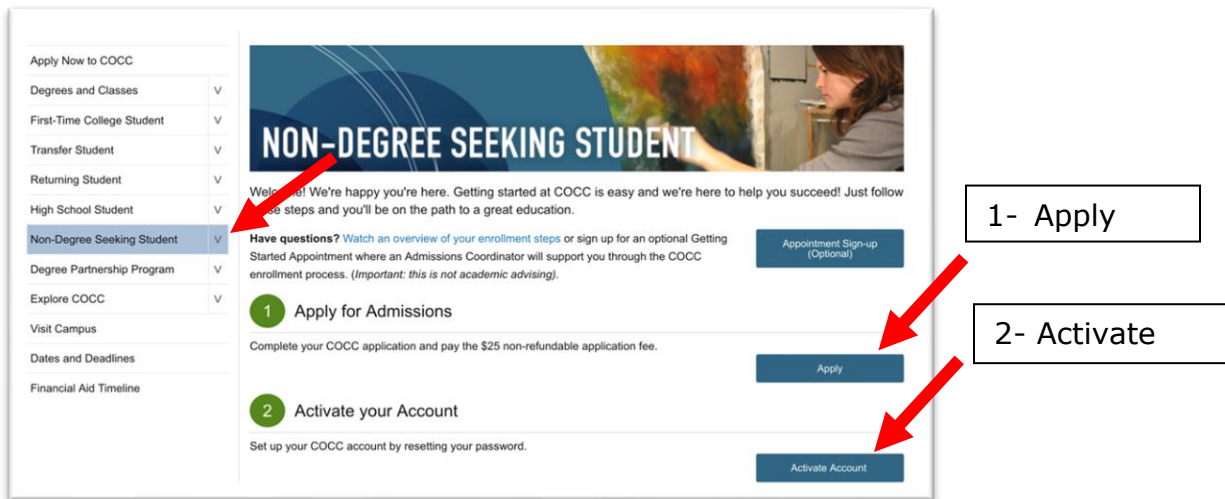 Apply Now to COCC
Degrees and Classes V
First-Time College Student V
Transfer Student V
Returning Student V
High School Student V
Non-Degree Seeking Student V
Degree Partnership Program V
Explore COCC V
Visit Campus
Dates and Deadlines
Financial Aid Timeline
NON-DEGREE SEEKING STUDENT
We're happy you're here. Getting started at COCC is easy and we're here to help you succeed! Just follow
steps and you'll be on the path to a great education.
Have questions? Watch an overview of your enrollment steps or sign up for an optional Getting
Started Appointment where an Admissions Coordinator will support you through the COCC
enrollment process. (Important: this is not academic advising).
Appointment Sign-up
(Optional)
1 Apply for Admissions
Complete your COCC application and pay the $25 non-refundable application fee.
Apply
2 Activate your Account
Set up your COCC account by resetting your password.
Activate Account
1- Apply
2- Activate